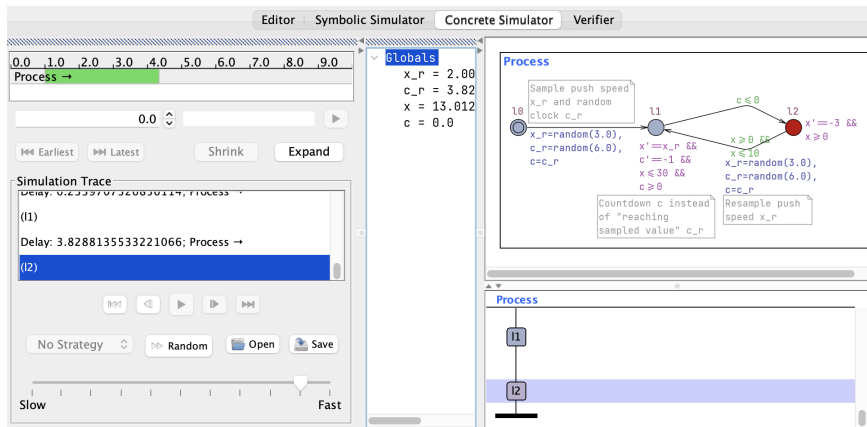 Editor Symbolic Simulator Concrete Simulator Verifier
0.0 1.0 2.0 3.0 4.0 5.0 6.0 7.0 8.0 9.0
Process →
0.0
Earliest Latest Shrink Expand
Simulation Trace
(l1)
Delay: 3.8288135533221066; Process →
(l2)
No Strategy Random Open Save
Slow Fast
Globals
x_r = 2.00
c_r = 3.82
x = 13.012
c = 0.0
Process
Sample push speed
x_r and random
clock c_r
l0
x_r=random(3.0),
c_r=random(6.0),
c=c_r
l1
x'==x_r &&
c'==-1 &&
x≤30 &&
c≥0
Countdown c instead
of "reaching
sampled value" c_r
c≤0
x≥0 &&
x≤10
x_r=random(3.0),
c_r=random(6.0),
c=c_r
Resample push
speed x_r
l2
x'==-3 &&
x≥0
Process
l1
l2